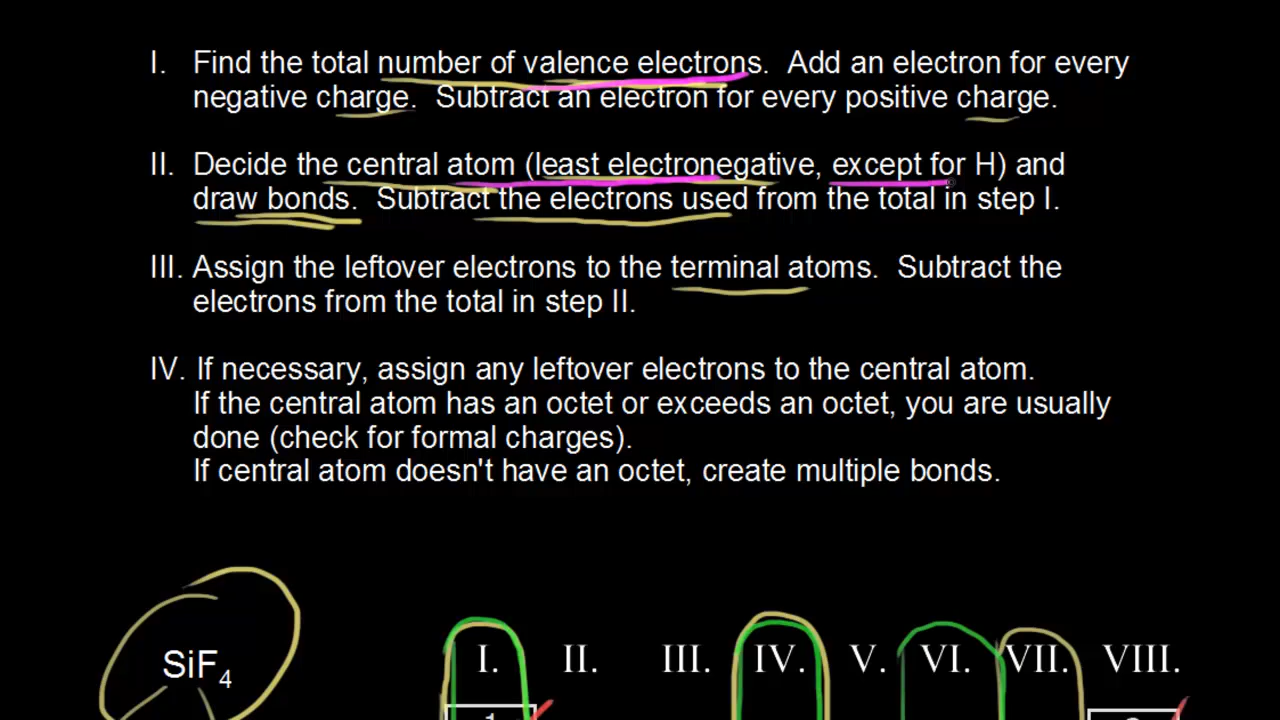 I. Find the total number of valence electrons. Add an electron for every
negative charge. Subtract an electron for every positive charge.
II. Decide the central atom (least electronegative, except for H) and
draw bonds. Subtract the electrons used from the total in step I.
III. Assign the leftover electrons to the terminal atoms. Subtract the
electrons from the total in step II.
IV. If necessary, assign any leftover electrons to the central atom.
If the central atom has an octet or exceeds an octet, you are usually
done (check for formal charges).
If central atom doesn't have an octet, create multiple bonds.
SiF4
I. II. III. IV. V. VI. VII. VIII.